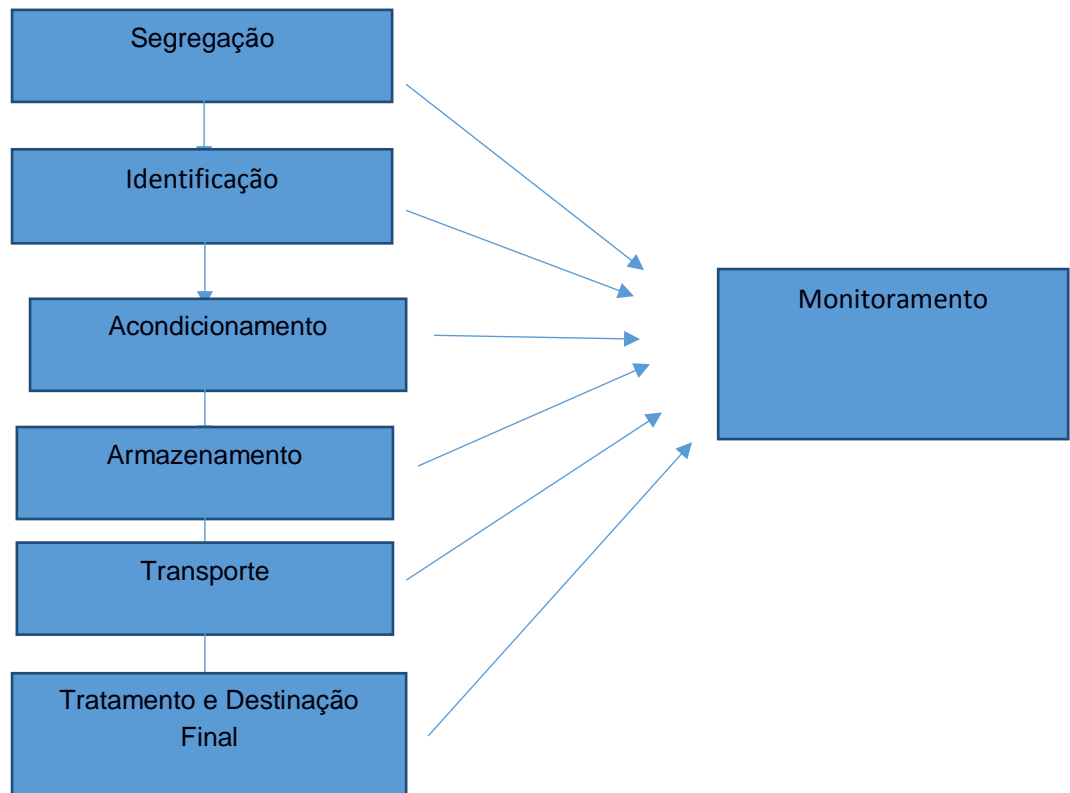 Segregação
Identificação
Acondicionamento
Armazenamento
Transporte
Tratamento e Destinação
Final
Monitoramento